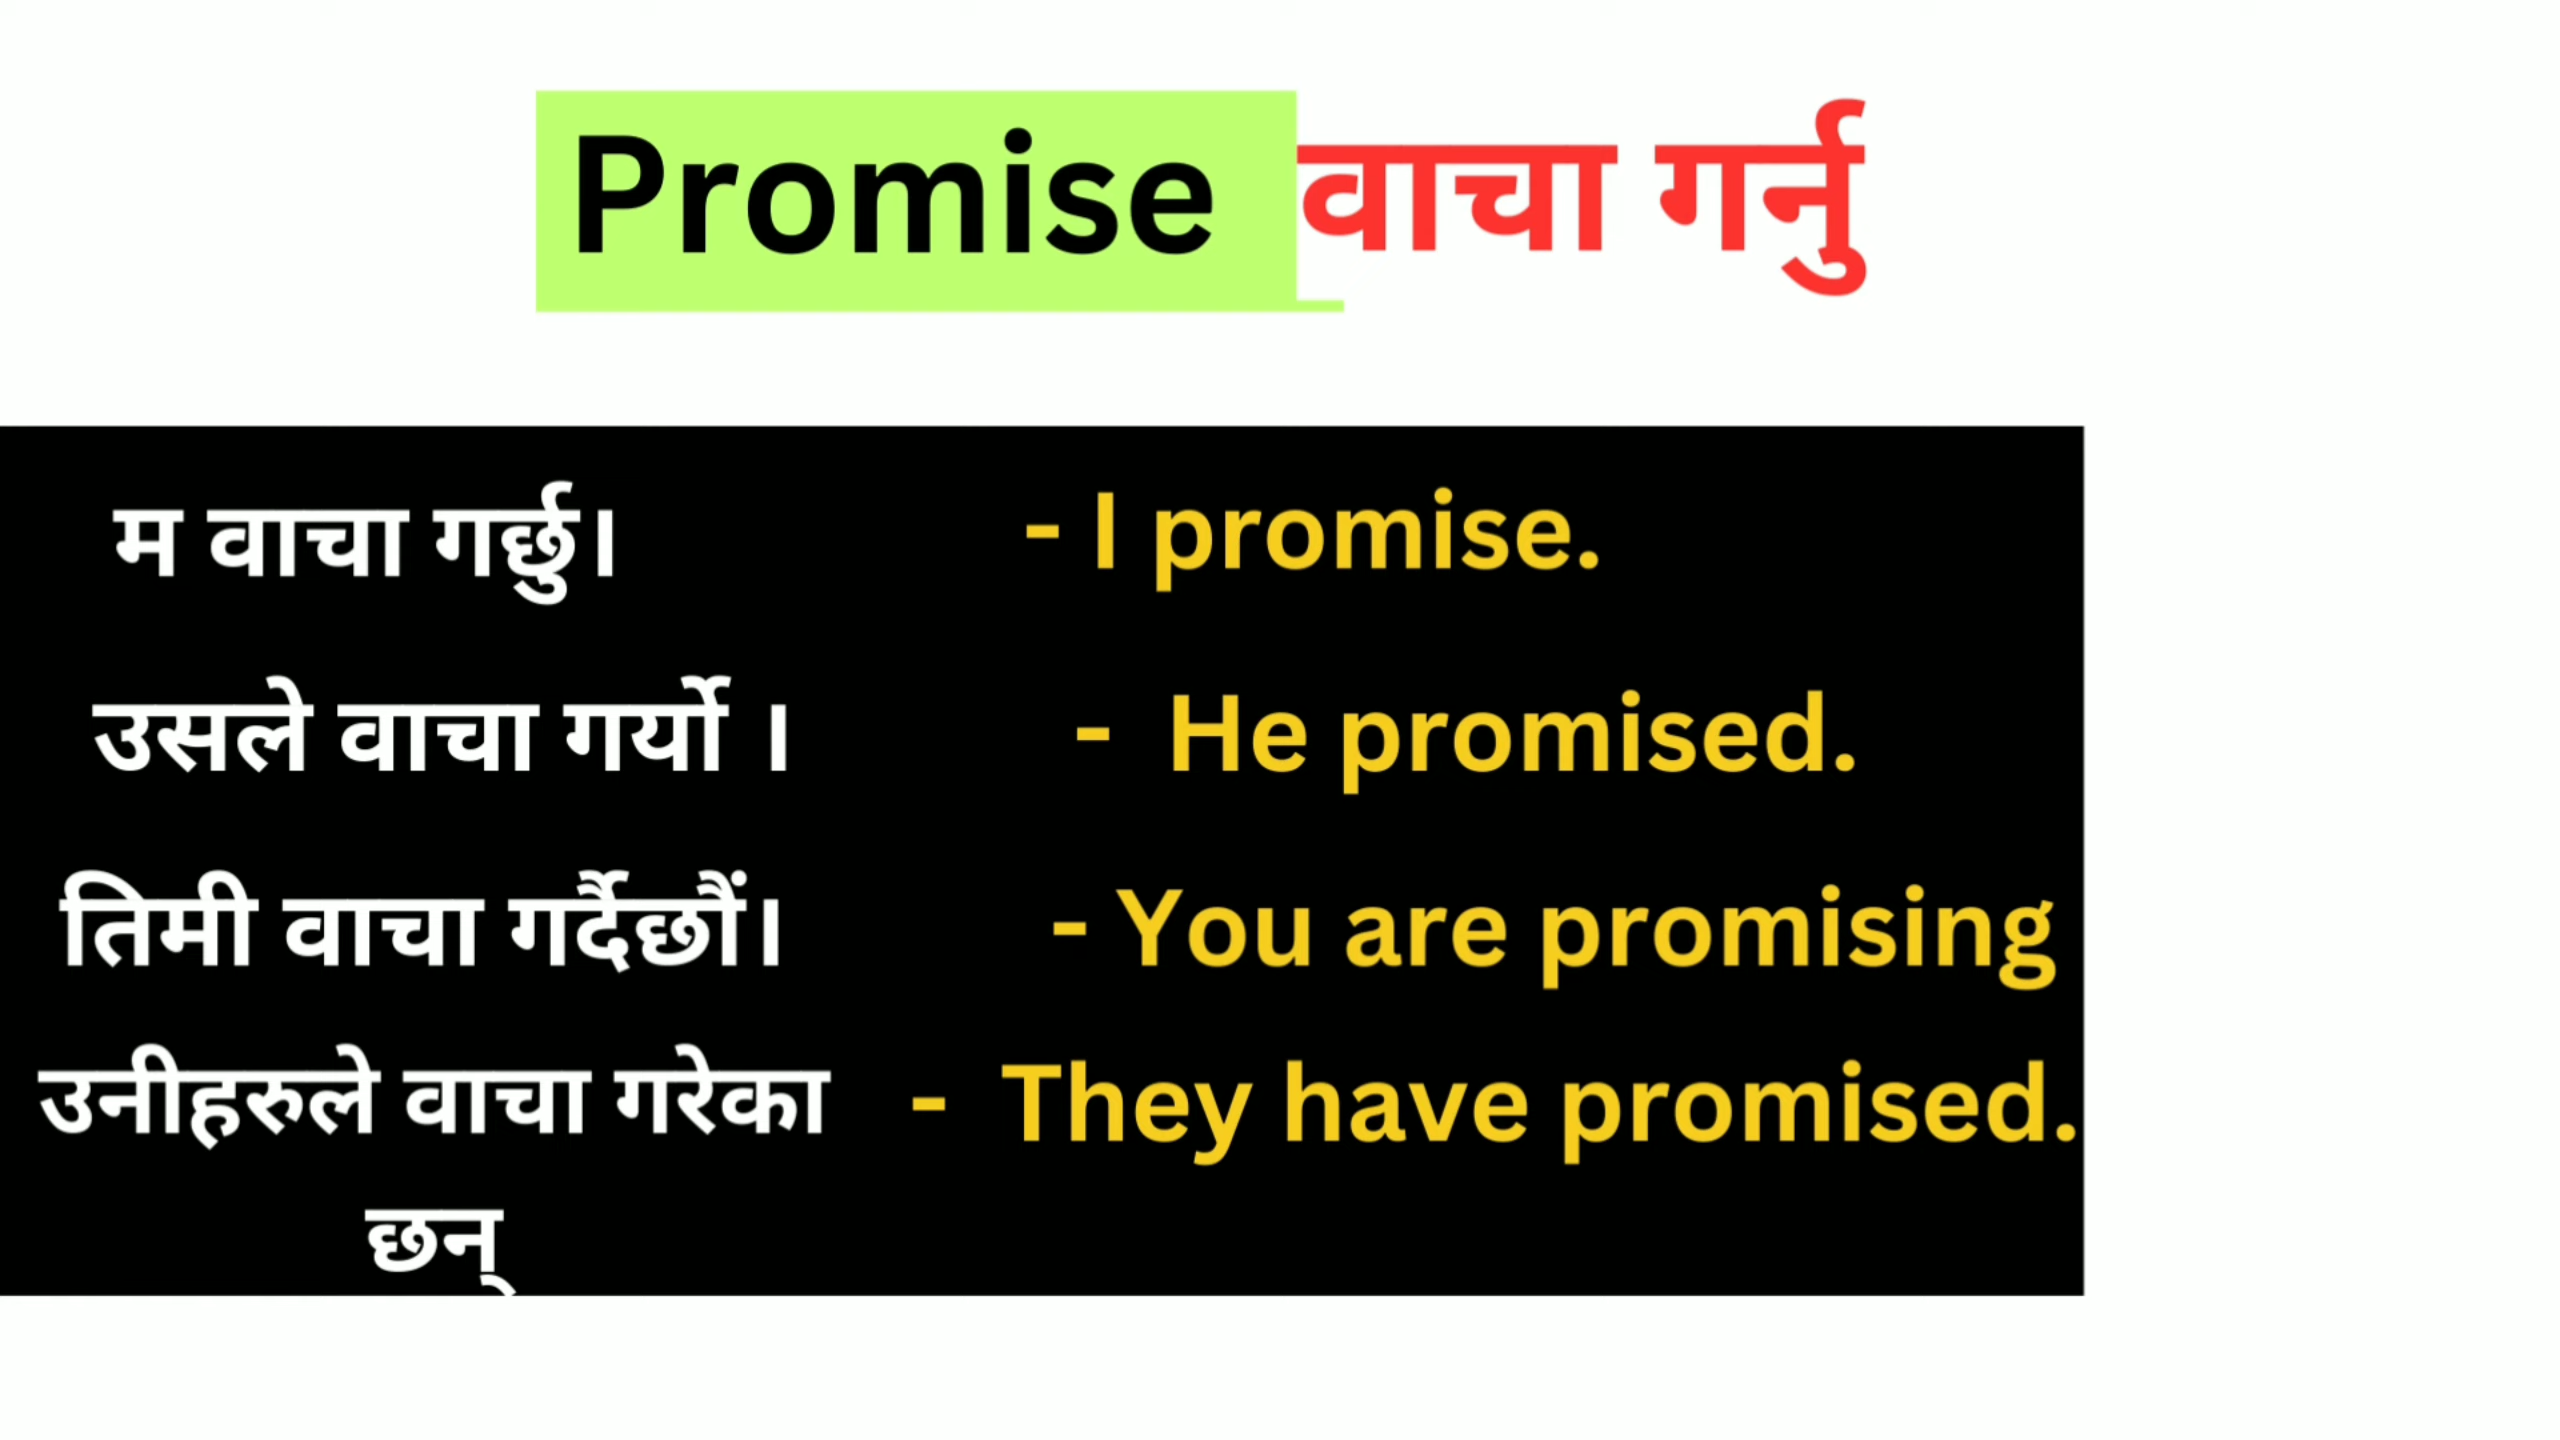 Promise वाचा गर्नु
म वाचा गर्छु। - I promise.
उसले वाचा गर्यो । - He promised.
तिमी वाचा गर्दैछौं। - You are promising
उनीहरुले वाचा गरेका - They have promised.
छन्